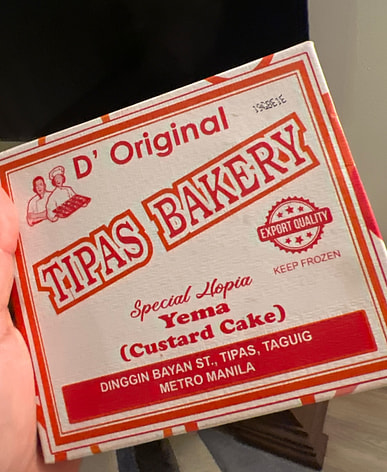 D' Original
TIPAS BAKERY
EXPORT QUALITY
KEEP FROZEN
Special Hopia
Yema
(Custard Cake)
DINGGIN BAYAN ST., TIPAS, TAGUIG
METRO MANILA